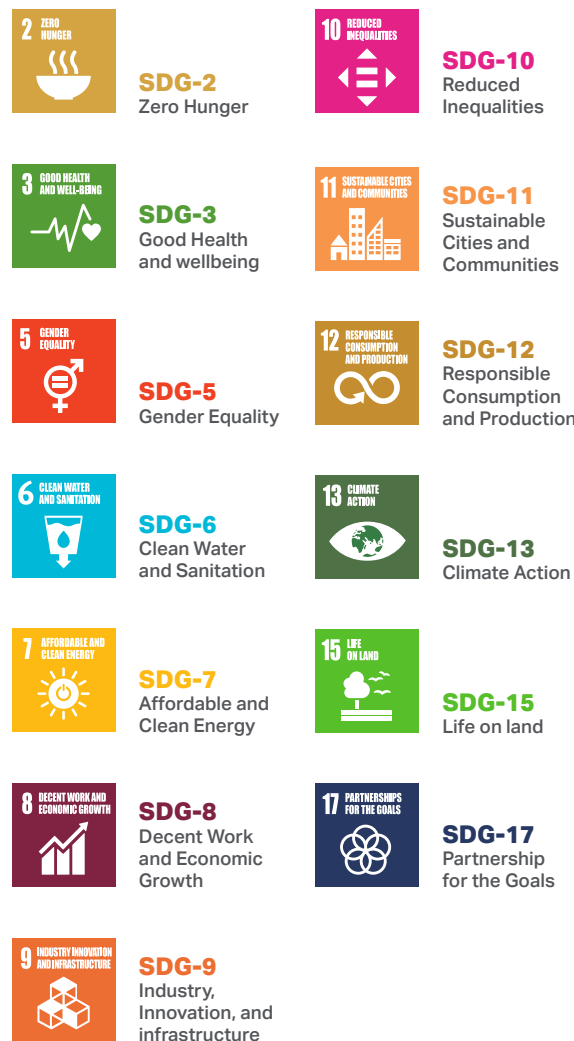 2 ZERO
HUNGER
SDG-2
Zero Hunger
3 GOOD HEALTH
AND WELL-BEING
SDG-3
Good Health
and wellbeing
5 GENDER
EQUALITY
SDG-5
Gender Equality
6 CLEAN WATER
AND SANITATION
SDG-6
Clean Water
and Sanitation
7 AFFORDABLE AND
CLEAN ENERGY
SDG-7
Affordable and
Clean Energy
8 DECENT WORK AND
ECONOMIC GROWTH
SDG-8
Decent Work
and Economic
Growth
9 INDUSTRY INNOVATION
AND INFRASTRUCTURE
SDG-9
Industry,
Innovation, and
infrastructure
10 REDUCED
INEQUALITIES
SDG-10
Reduced
Inequalities
11 SUSTAINABLE CITIES
AND COMMUNITIES
SDG-11
Sustainable
Cities and
Communities
12 RESPONSIBLE
CONSUMPTION
AND PRODUCTION
SDG-12
Responsible
Consumption
and Production
13 CLIMATE
ACTION
SDG-13
Climate Action
15 LIFE
ON LAND
SDG-15
Life on land
17 PARTNERSHIPS
FOR THE GOALS
SDG-17
Partnership
for the Goals